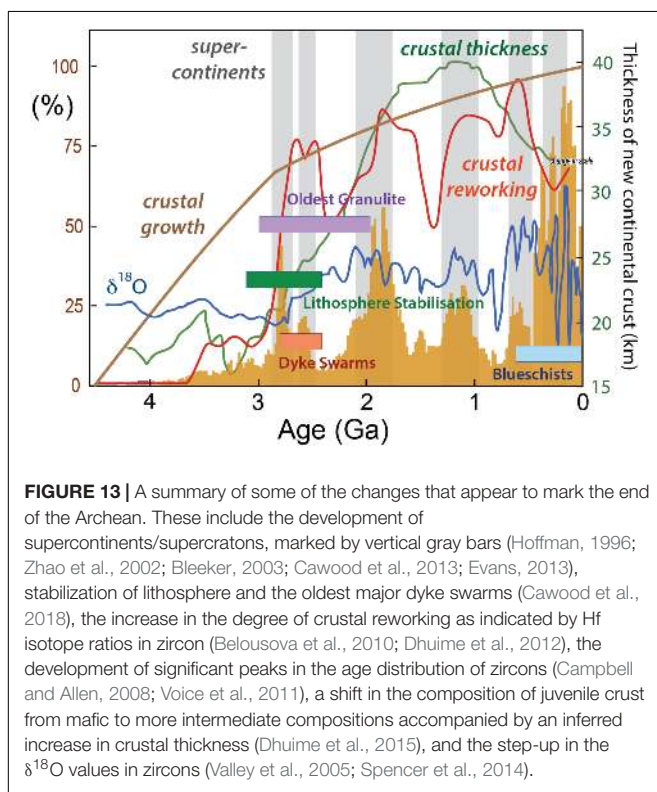 super-
continents
crustal thickness
100
(%)
75
50
25
0
crustal
growth
δ¹⁸O
Oldest Granulite
crustal
reworking
Lithosphere Stabilisation
Dyke Swarms
Blueschists
40
35
30
25
20
15
Thickness of new continental crust (km)
4
3
2
1
0
Age (Ga)
FIGURE 13 | A summary of some of the changes that appear to mark the end
of the Archean. These include the development of
supercontinents/supercratons, marked by vertical gray bars (Hoffman, 1996;
Zhao et al., 2002; Bleeker, 2003; Cawood et al., 2013; Evans, 2013),
stabilization of lithosphere and the oldest major dyke swarms (Cawood et al.,
2018), the increase in the degree of crustal reworking as indicated by Hf
isotope ratios in zircon (Belousova et al., 2010; Dhuime et al., 2012), the
development of significant peaks in the age distribution of zircons (Campbell
and Allen, 2008; Voice et al., 2011), a shift in the composition of juvenile crust
from mafic to more intermediate compositions accompanied by an inferred
increase in crustal thickness (Dhuime et al., 2015), and the step-up in the
δ¹⁸O values in zircons (Valley et al., 2005; Spencer et al., 2014).